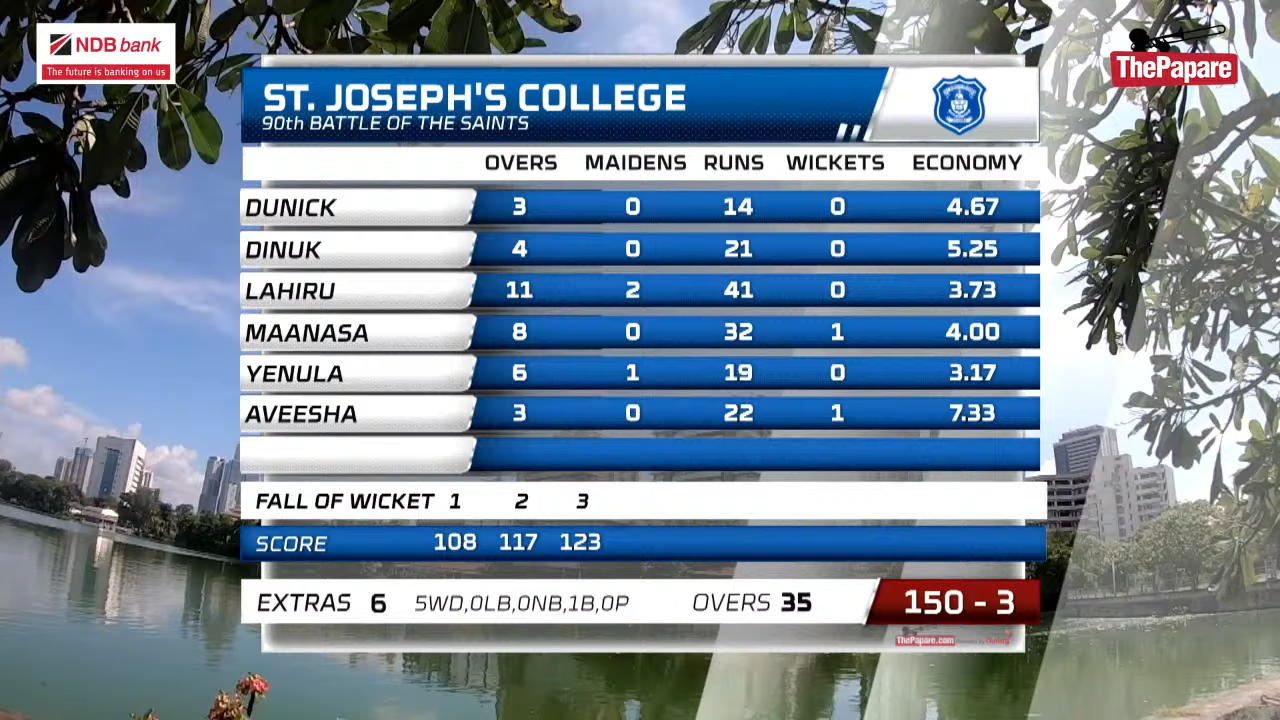 NDB bank
The future is banking on us
ThePapare
ST. JOSEPH'S COLLEGE
90th BATTLE OF THE SAINTS
OVERS MAIDENS RUNS WICKETS ECONOMY
DUNICK 3 0 14 0 4.67
DINUK 4 0 21 0 5.25
LAHIRU 11 2 41 0 3.73
MAANASA 8 0 32 1 4.00
YENULA 6 1 19 0 3.17
AVEESHA 3 0 22 1 7.33
FALL OF WICKET 1 2 3
SCORE 108 117 123
EXTRAS 6 5WD,0LB,0NB,1B,0P OVERS 35 150 - 3
ThePapare.com